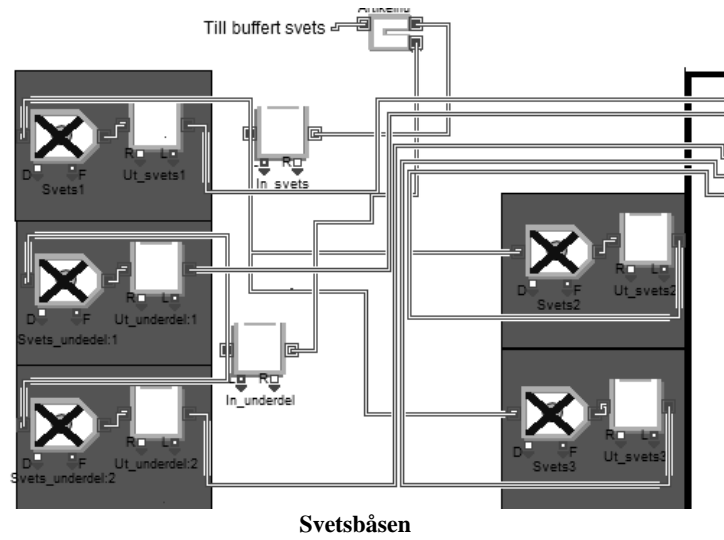 Till buffert svets
R L
D F
Svets1
Ut_svets1
L R
In_svets
R L
D F
Svets_undedel:1
Ut_underdel:1
R L
D F
Svets2
Ut_svets2
L R
In_underdel
R L
D F
Svets_underdel:2
Ut_underdel:2
R L
D F
Svets3
Ut_svets3
Svetsbåsen